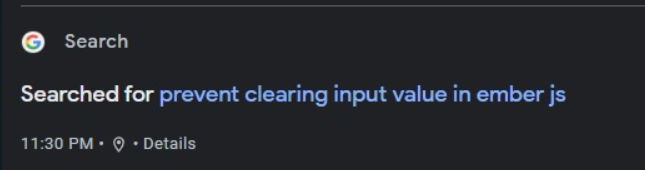 Search
Searched for prevent clearing input value in ember js
11:30 PM • • Details